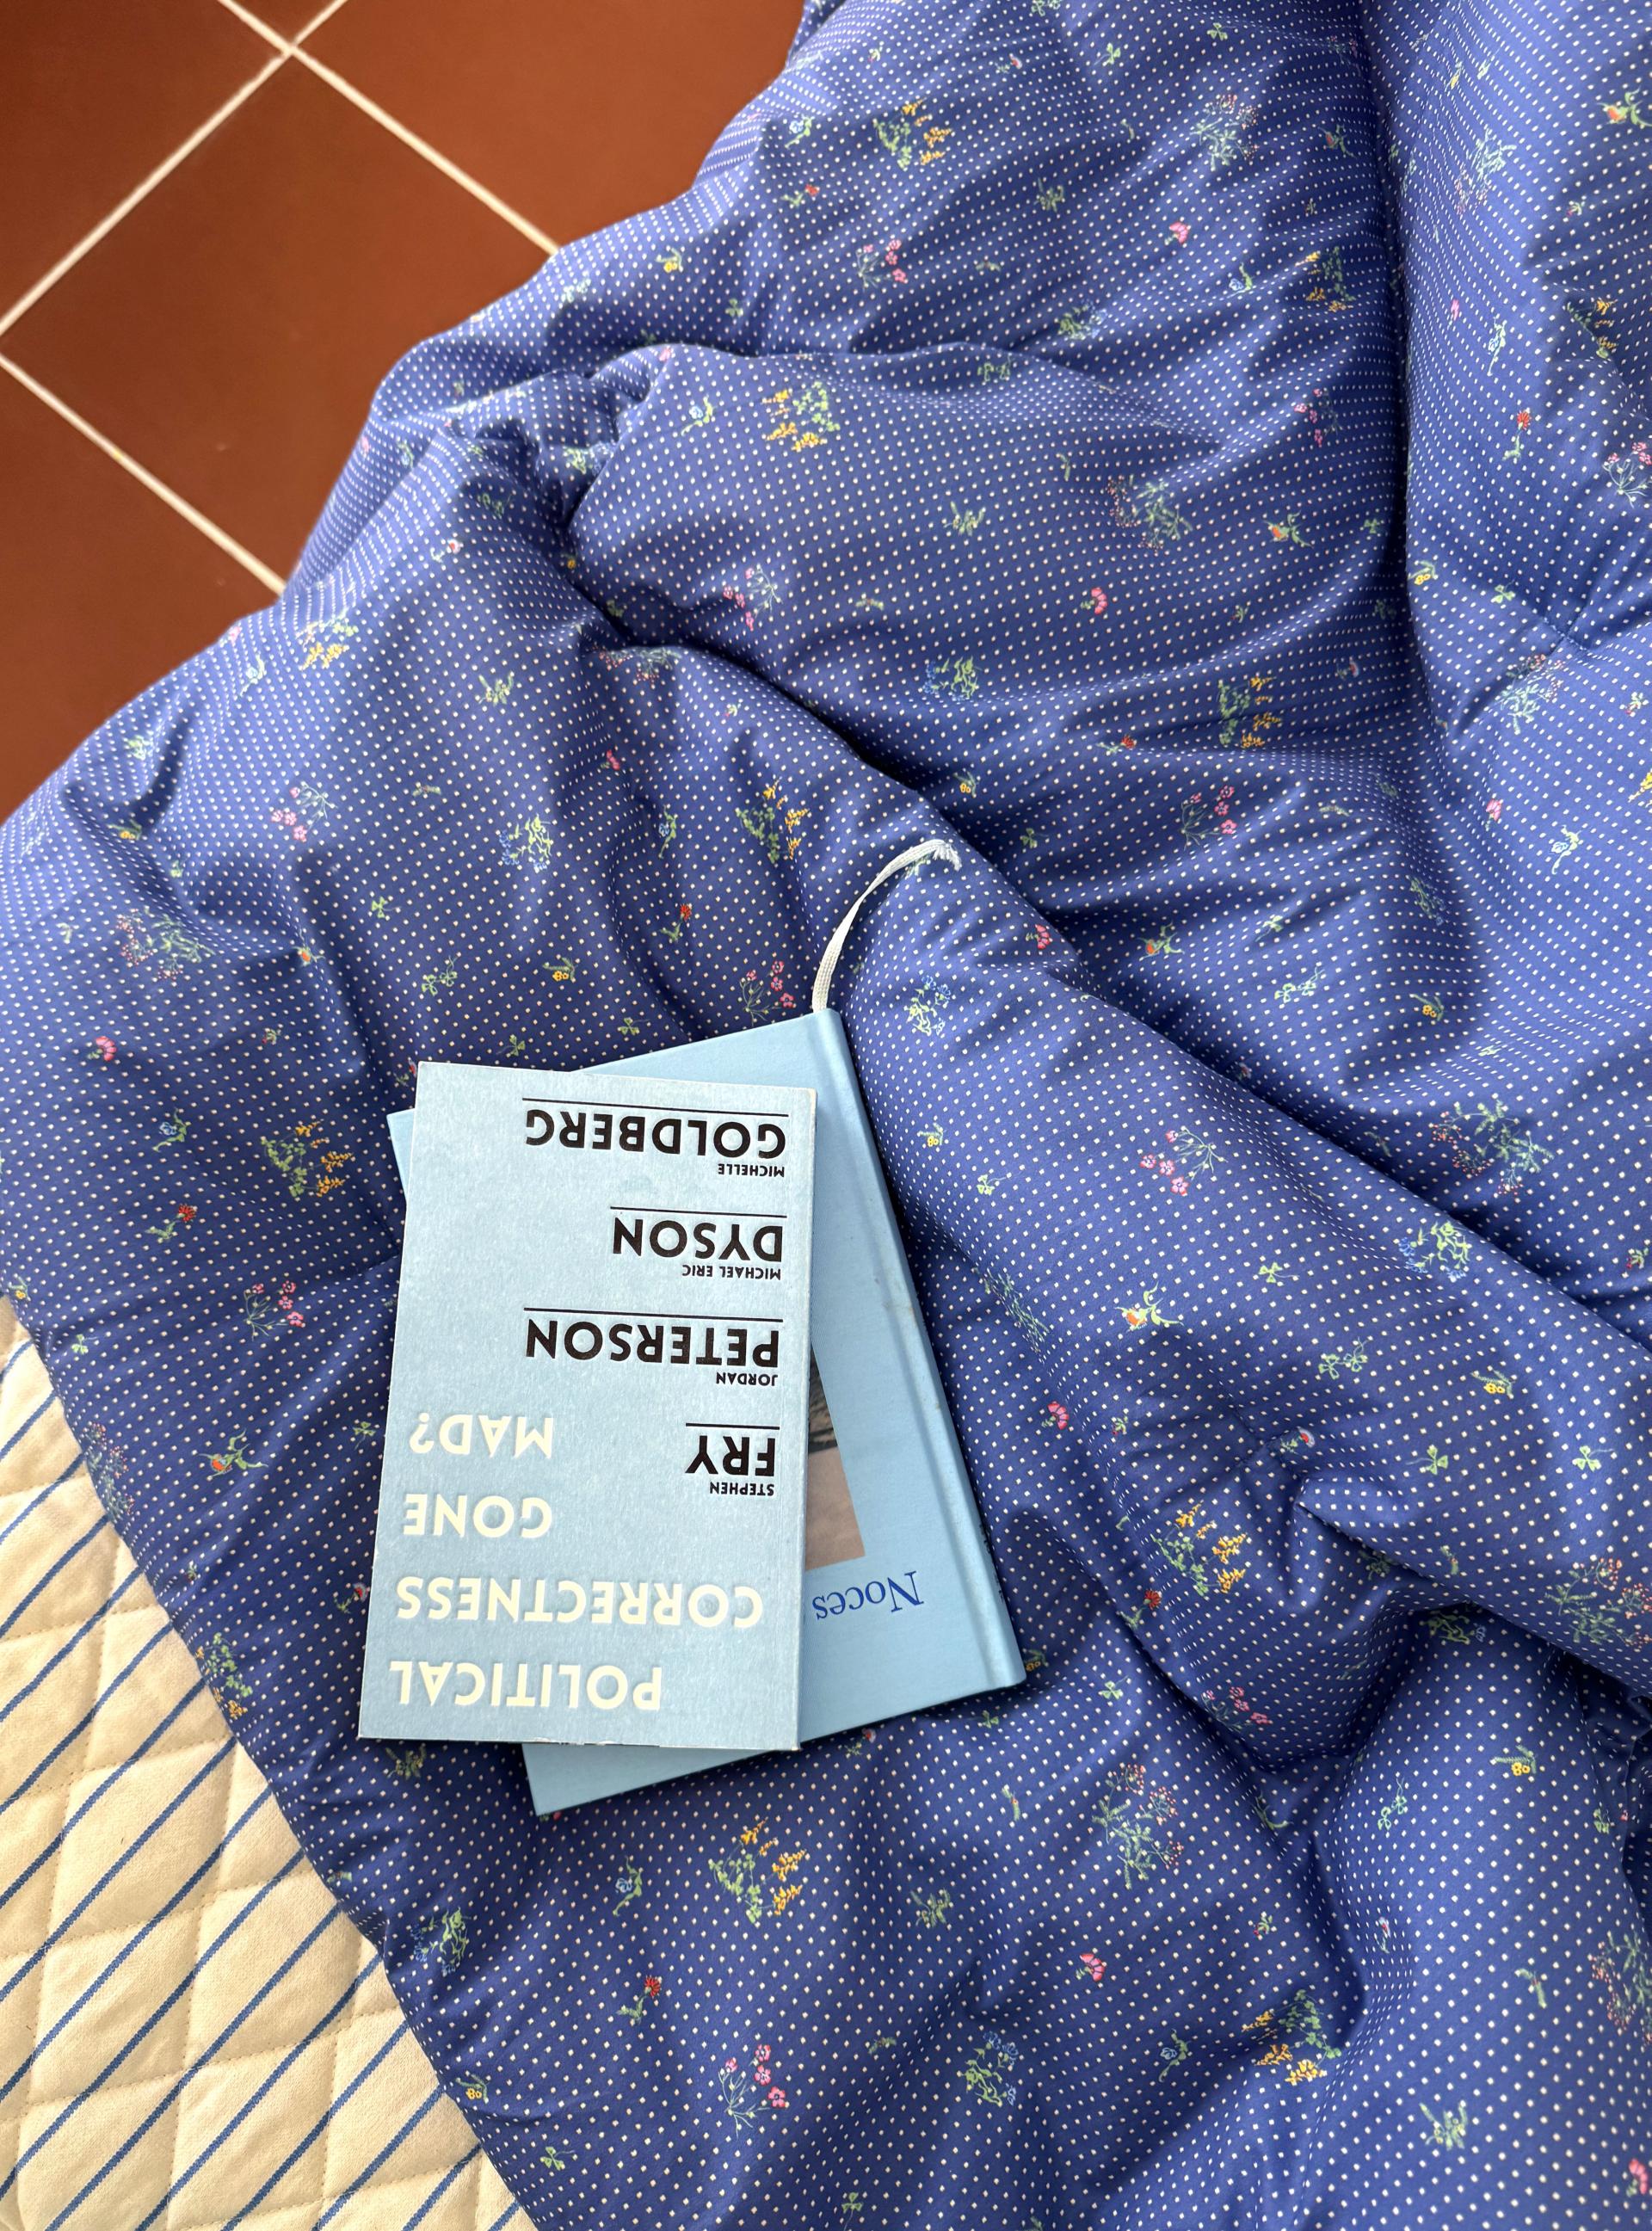 POLITICAL
CORRECTNESS
GONE
MAD?
STEPHEN
FRY
JORDAN
PETERSON
MICHAEL ERIC
DYSON
MICHELLE
GOLDBERG
Noces